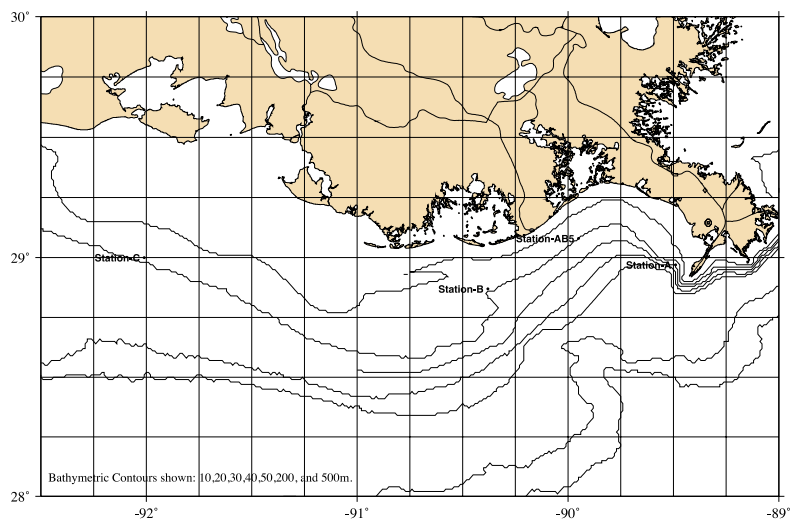 30°
Station-AB5
29°
Station-C
Station-A
Station-B
Bathymetric Contours shown: 10,20,30,40,50,200, and 500m.
28°
-92° -91° -90° -89°